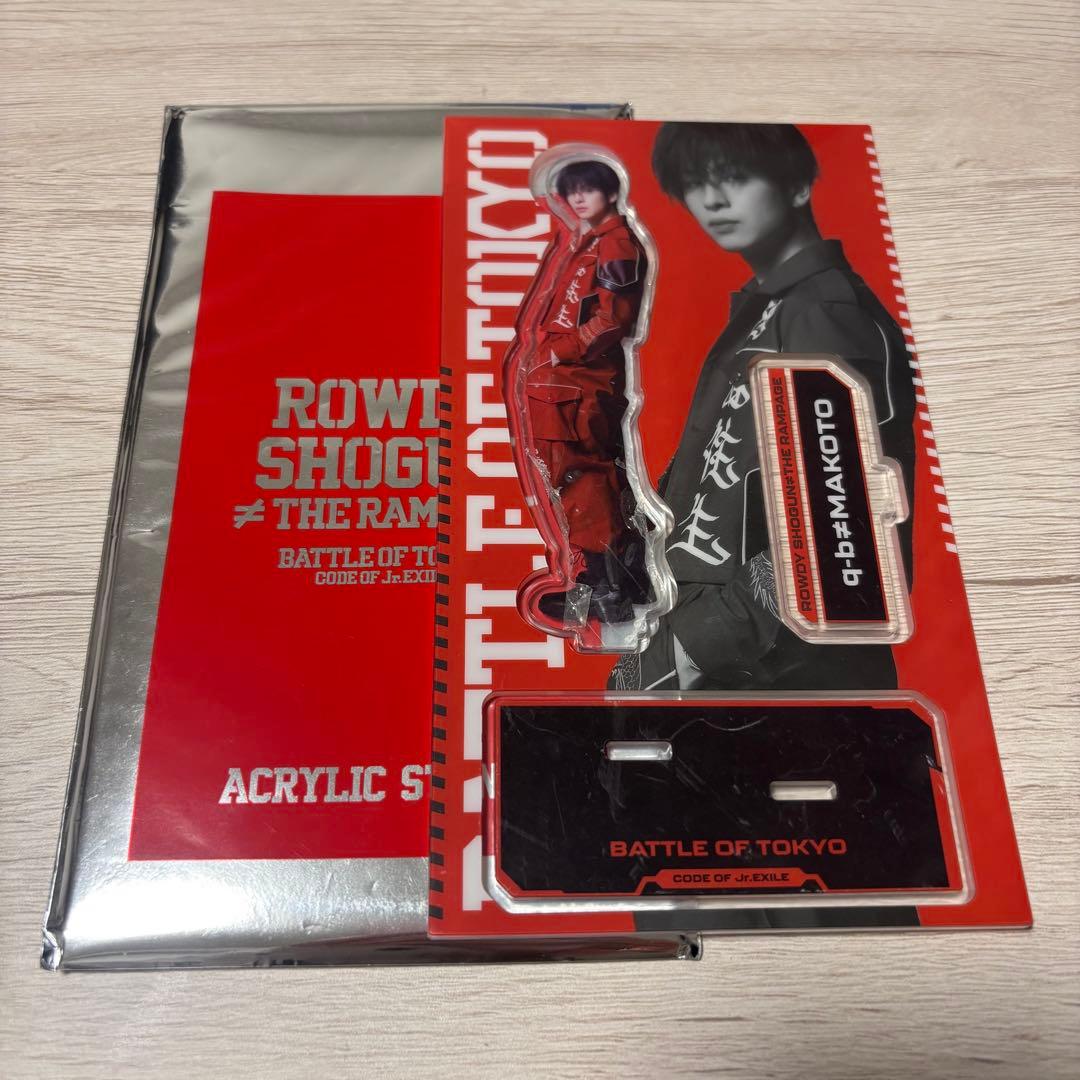 ROWD
SHOGU
≠ THE RAM
BATTLE OF TO
CODE OF Jr.EXILE
ACRYLIC ST
BATTLE OF TOKYO
ROWDY SHOGUN≠THE RAMPAGE
q-b≠MAKOTO
BATTLE OF TOKYO
CODE OF Jr.EXILE